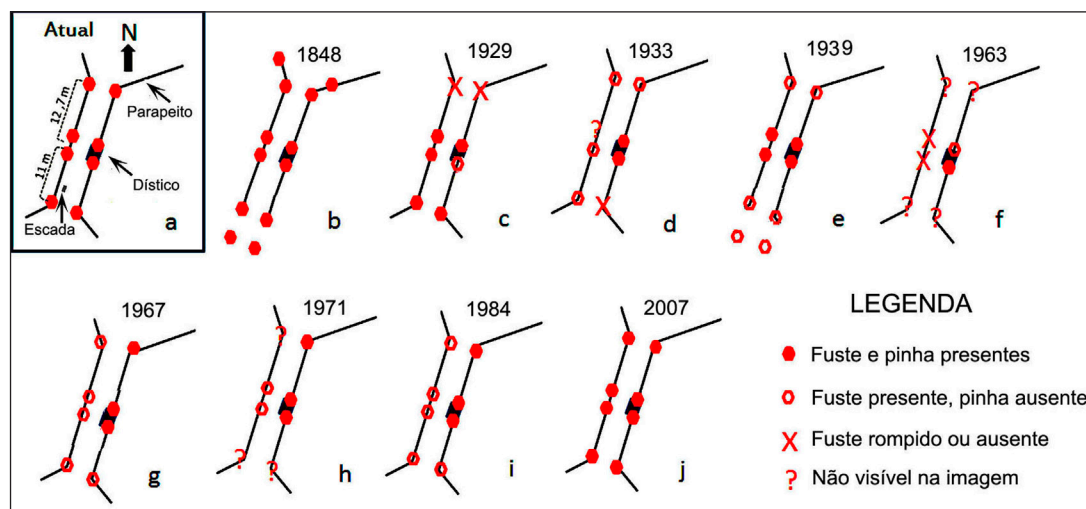 Atual
N
12,7m
Parapeito
11 m
Dístico
Escada
a
1848
b
1929
c
1933
?
d
1939
e
1963
? ?
? ?
f
1967
g
1971
?
? ?
h
1984
i
2007
j
LEGENDA
Fuste e pinha presentes
Fuste presente, pinha ausente
X Fuste rompido ou ausente
? Não visível na imagem